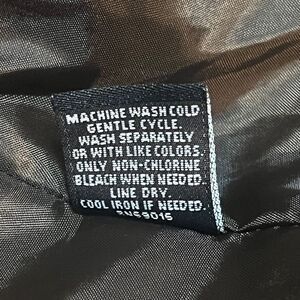 MACHINE WASH COLD
GENTLE CYCLE.
WASH SEPARATELY
OR WITH LIKE COLORS.
ONLY NON-CHLORINE
BLEACH WHEN NEEDED.
LINE DRY.
COOL IRON IF NEEDED.